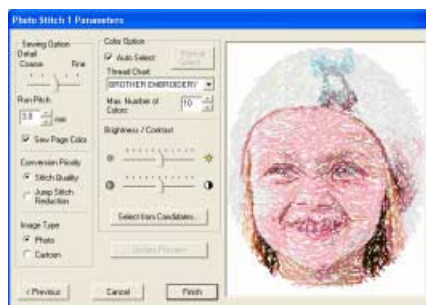 Photo Stitch 1 Parameters
Sewing Option
Detail
Coarse Fine
Run Pitch
3.0 mm
Sew Page Color
Conversion Priority
Stitch Quality
Jump Stitch
Reduction
Image Type
Photo
Cartoon
Color Option
Auto Select
Manual
Select
Thread Chart:
BROTHER EMBROIDERY
Max. Number of
Colors: 10
Brightness / Contrast
Select from Candidates...
Update Preview
< Previous
Cancel
Finish